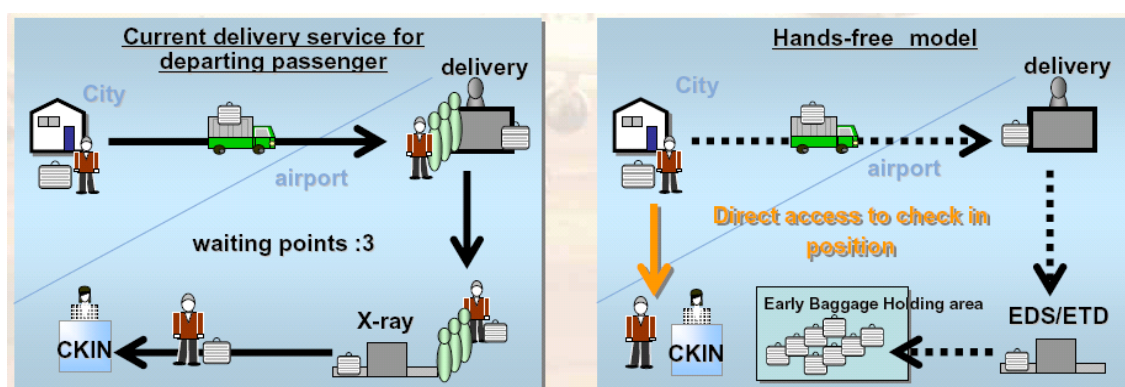 Current delivery service for
departing passenger
delivery
City
airport
waiting points :3
X-ray
CKIN
Hands-free model
delivery
City
airport
Direct access to check in
position
Early Baggage Holding area
EDS/ETD
CKIN